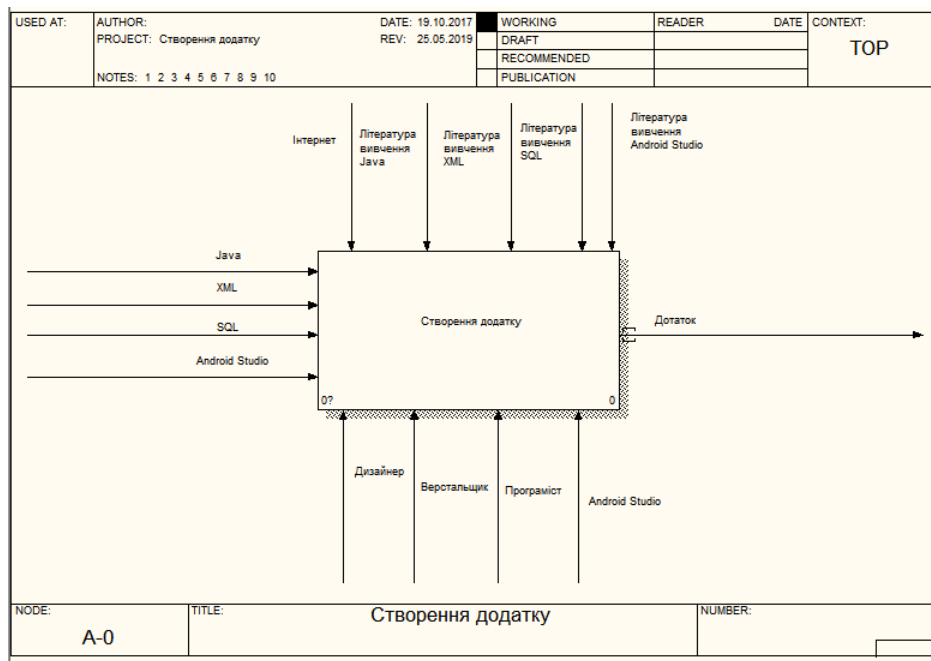 USED AT:
AUTHOR:
DATE: 19.10.2017
WORKING
READER
DATE
CONTEXT:
PROJECT: Створення додатку
REV: 25.05.2019
DRAFT
TOP
RECOMMENDED
NOTES: 1 2 3 4 5 6 7 8 9 10
PUBLICATION
Інтернет
Література
вивчення
Java
Література
вивчення
XML
Література
вивчення
SQL
Література
вивчення
Android Studio
Java
XML
SQL
Android Studio
Створення додатку
0?
0
Дотаток
Дизайнер
Верстальщик
Програміст
Android Studio
NODE:
A-0
TITLE:
Створення додатку
NUMBER: